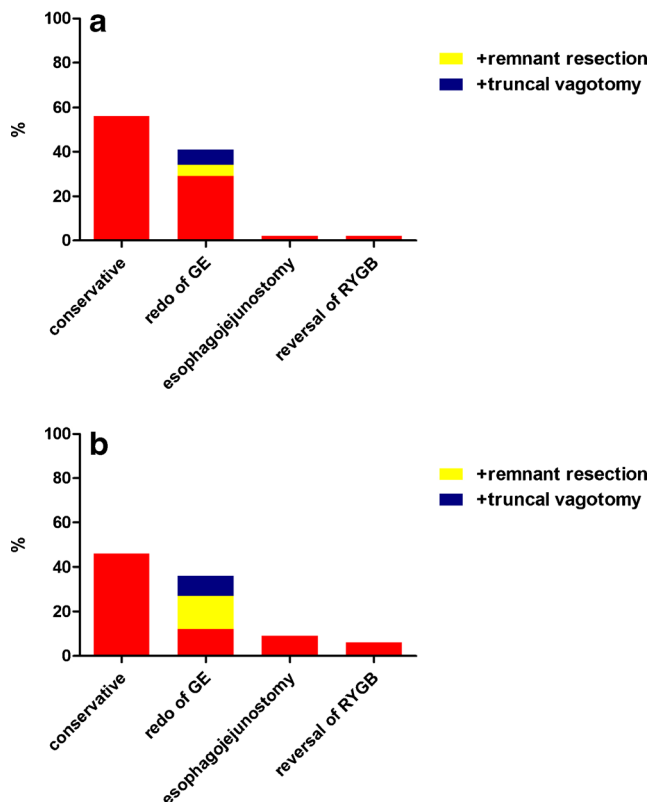 a
100
80
60
40
20
0
%
conservative
redo of GE
esophagojejunostomy
reversal of RYGB
+remnant resection
+truncal vagotomy
b
100
80
60
40
20
0
%
conservative
redo of GE
esophagojejunostomy
reversal of RYGB
+remnant resection
+truncal vagotomy